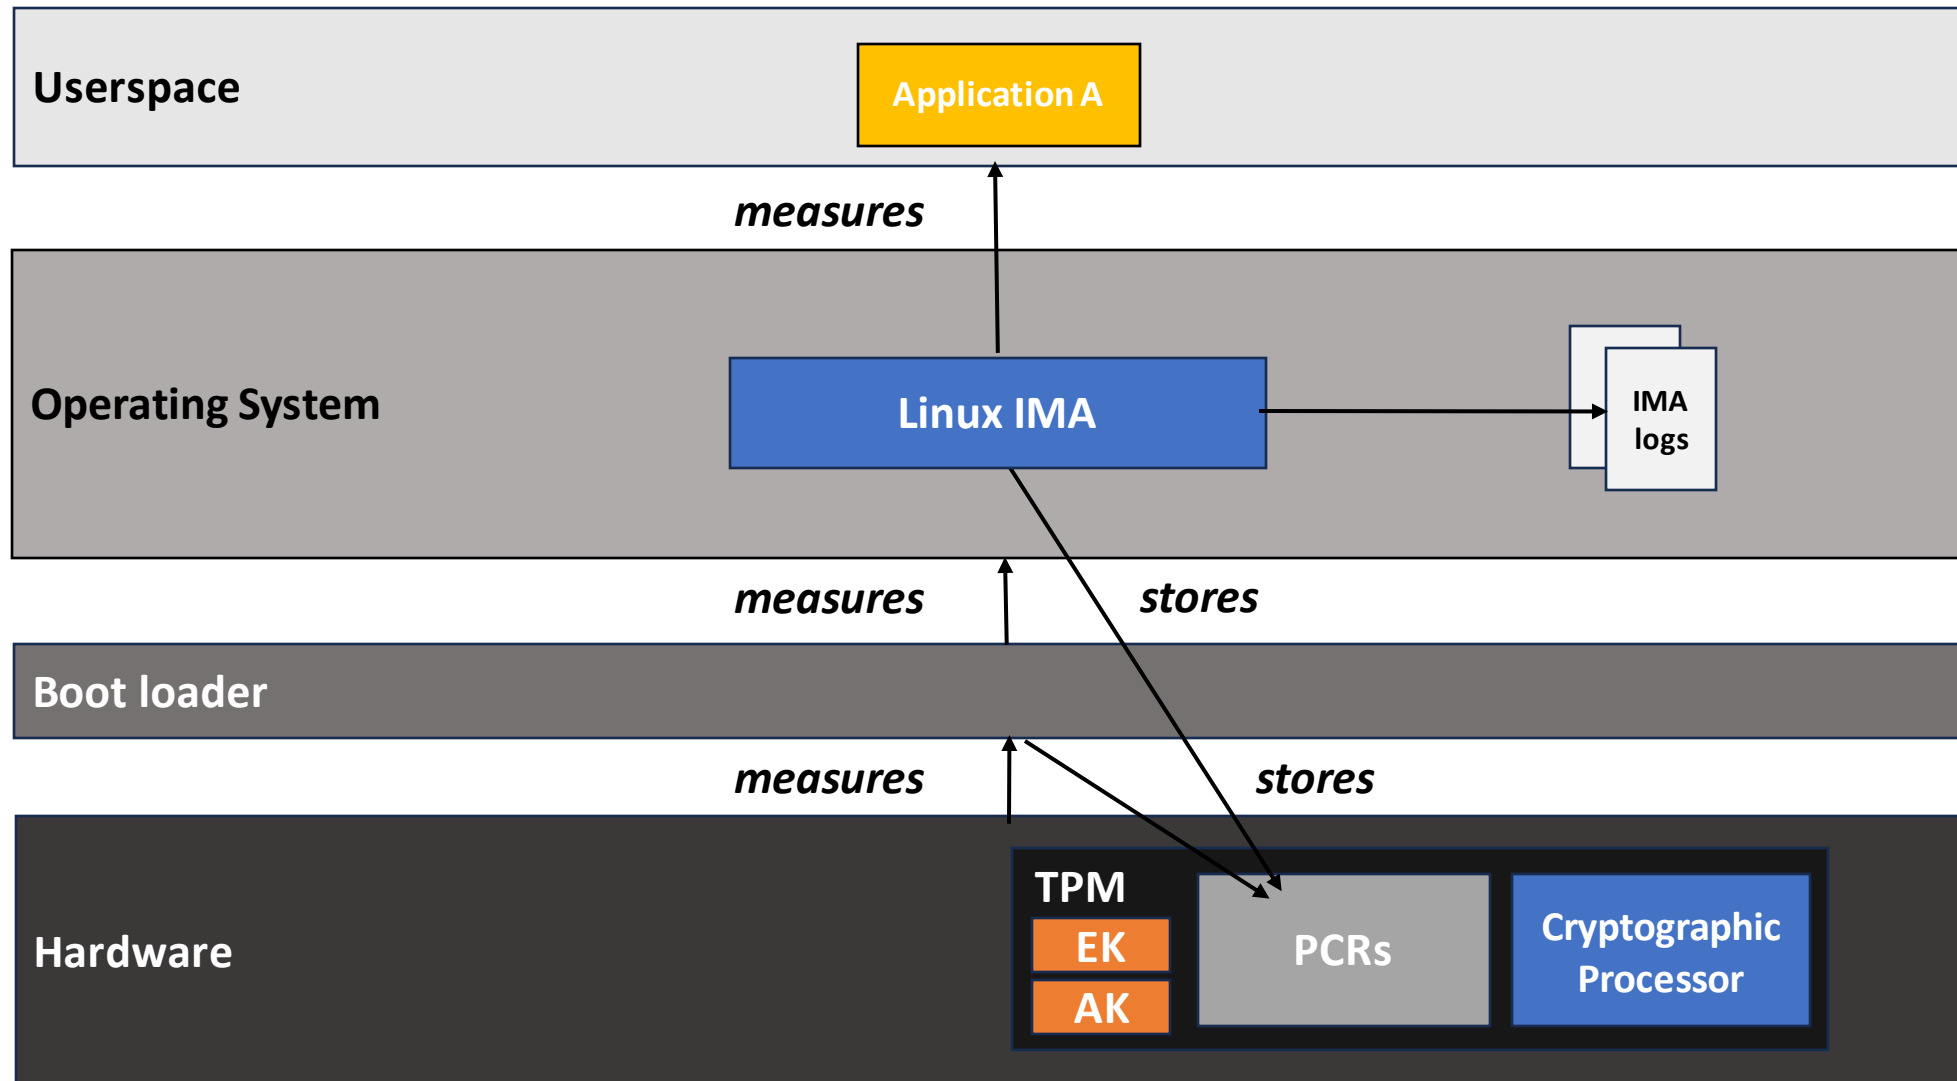 Userspace
Application A
measures
Operating System
Linux IMA
IMA
logs
measures
stores
Boot loader
measures
stores
Hardware
TPM
EK
AK
PCRs
Cryptographic
Processor